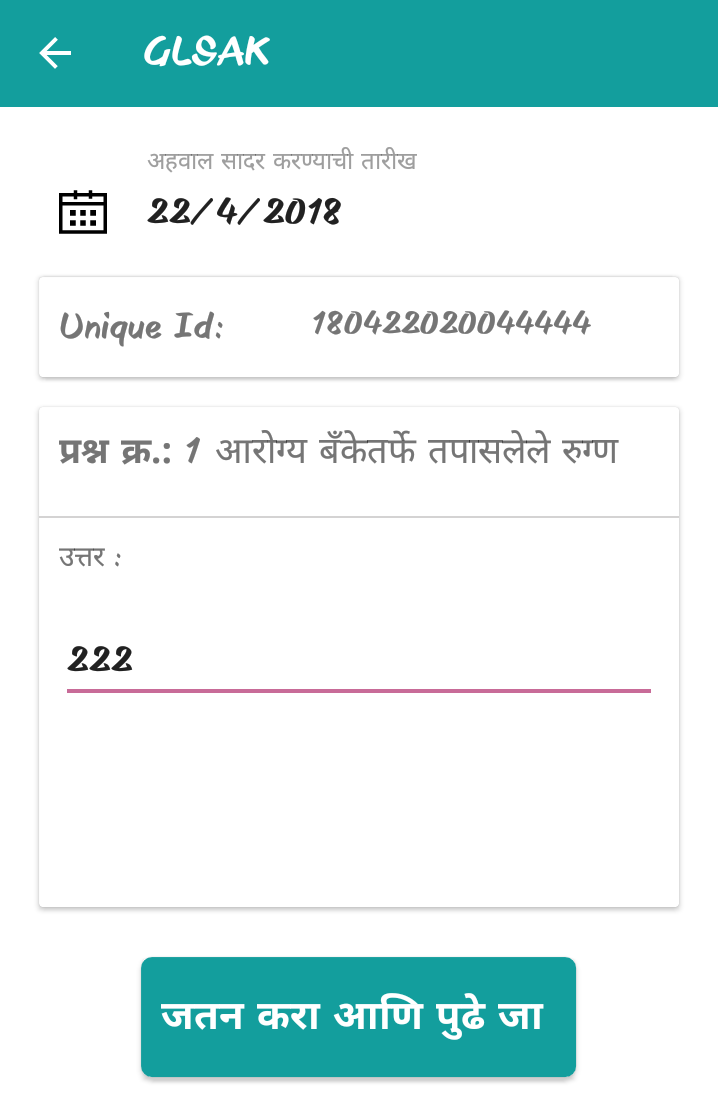 GLSAK
अहवाल सादर करण्याची तारीख
22/4/2018
Unique Id: 180422020044444
प्रश्न क्र.: 1 आरोग्य बँकेतर्फे तपासलेले रुग्ण
उत्तर :
222
जतन करा आणि पुढे जा